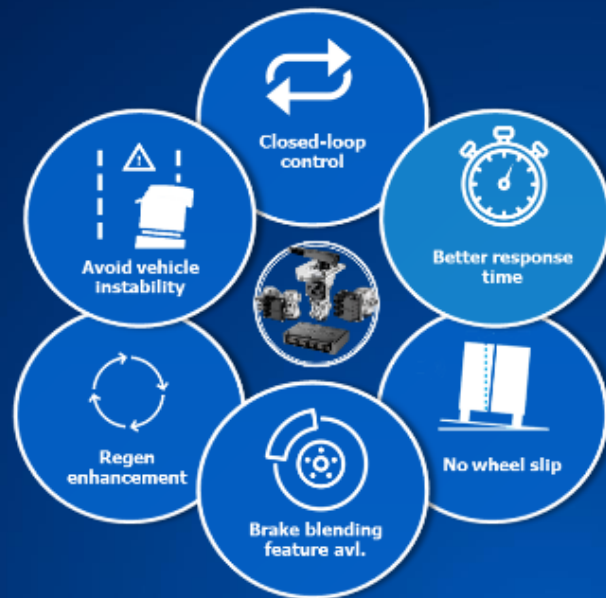 Closed-loop
control
Better response
time
No wheel slip
Brake blending
feature avl.
Regen
enhancement
Avoid vehicle
instability